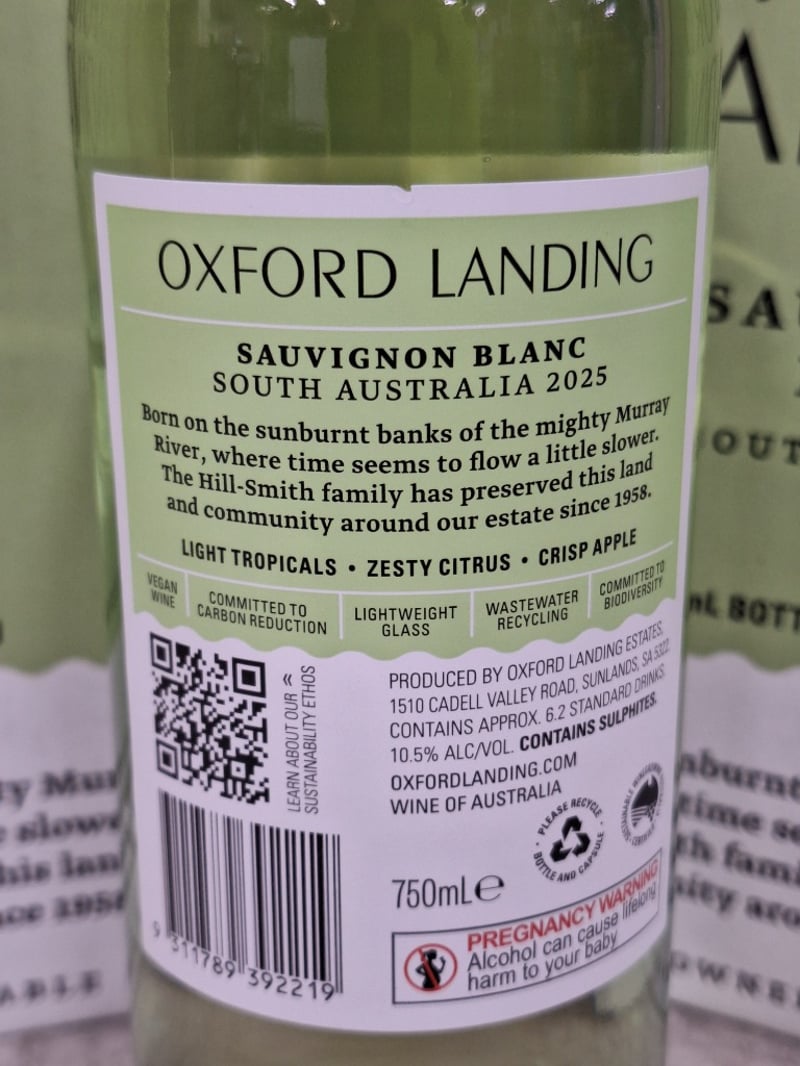 OXFORD LANDING
SAUVIGNON BLANC
SOUTH AUSTRALIA 2025
Born on the sunburnt banks of the mighty Murray
River, where time seems to flow a little slower.
The Hill-Smith family has preserved this land
and community around our estate since 1958.
LIGHT TROPICALS • ZESTY CITRUS • CRISP APPLE
VEGAN
WINE
COMMITTED TO
CARBON REDUCTION
LIGHTWEIGHT
GLASS
WASTEWATER
RECYCLING
COMMITTED TO
BIODIVERSITY
LEARN ABOUT OUR
SUSTAINABILITY ETHOS
PRODUCED BY OXFORD LANDING ESTATES,
1510 CADELL VALLEY ROAD, SUNLANDS, SA 5322.
CONTAINS APPROX. 6.2 STANDARD DRINKS.
10.5% ALC/VOL. CONTAINS SULPHITES.
OXFORDLANDING.COM
WINE OF AUSTRALIA
PLEASE RECYCLE
BOTTLE AND CAPSULE
750mL e
PREGNANCY WARNING
Alcohol can cause lifelong
harm to your baby
9 311789 392219